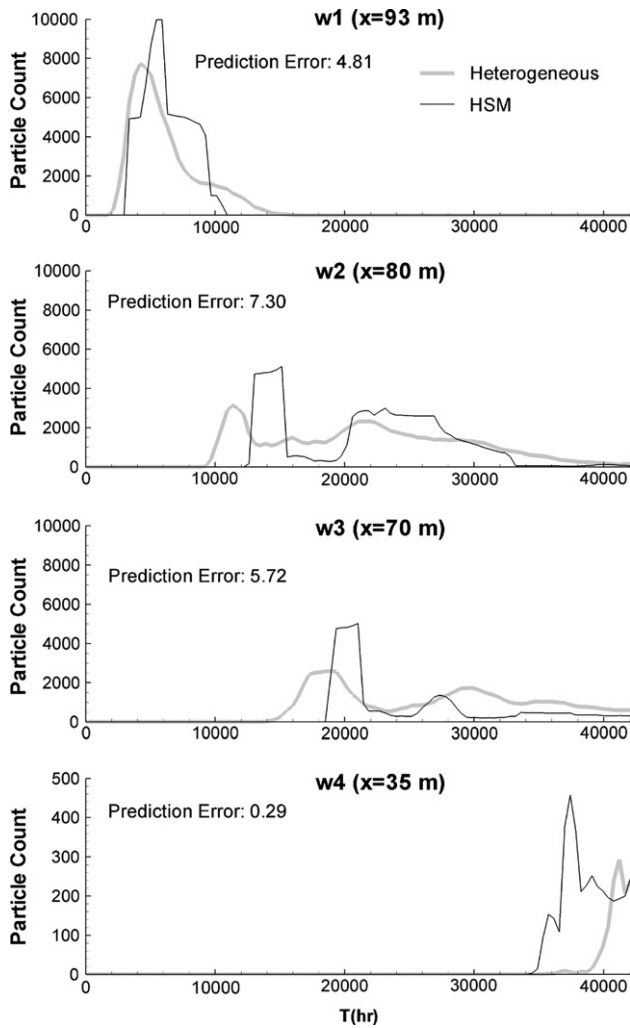 w1 (x=93 m)
Prediction Error: 4.81
Heterogeneous
HSM
Particle Count
10000
8000
6000
4000
2000
0
0 10000 20000 30000 40000
w2 (x=80 m)
Prediction Error: 7.30
Particle Count
10000
8000
6000
4000
2000
0
0 10000 20000 30000 40000
w3 (x=70 m)
Prediction Error: 5.72
Particle Count
10000
8000
6000
4000
2000
0
0 10000 20000 30000 40000
w4 (x=35 m)
Prediction Error: 0.29
Particle Count
500
400
300
200
100
0
0 10000 20000 30000 40000
T(hr)